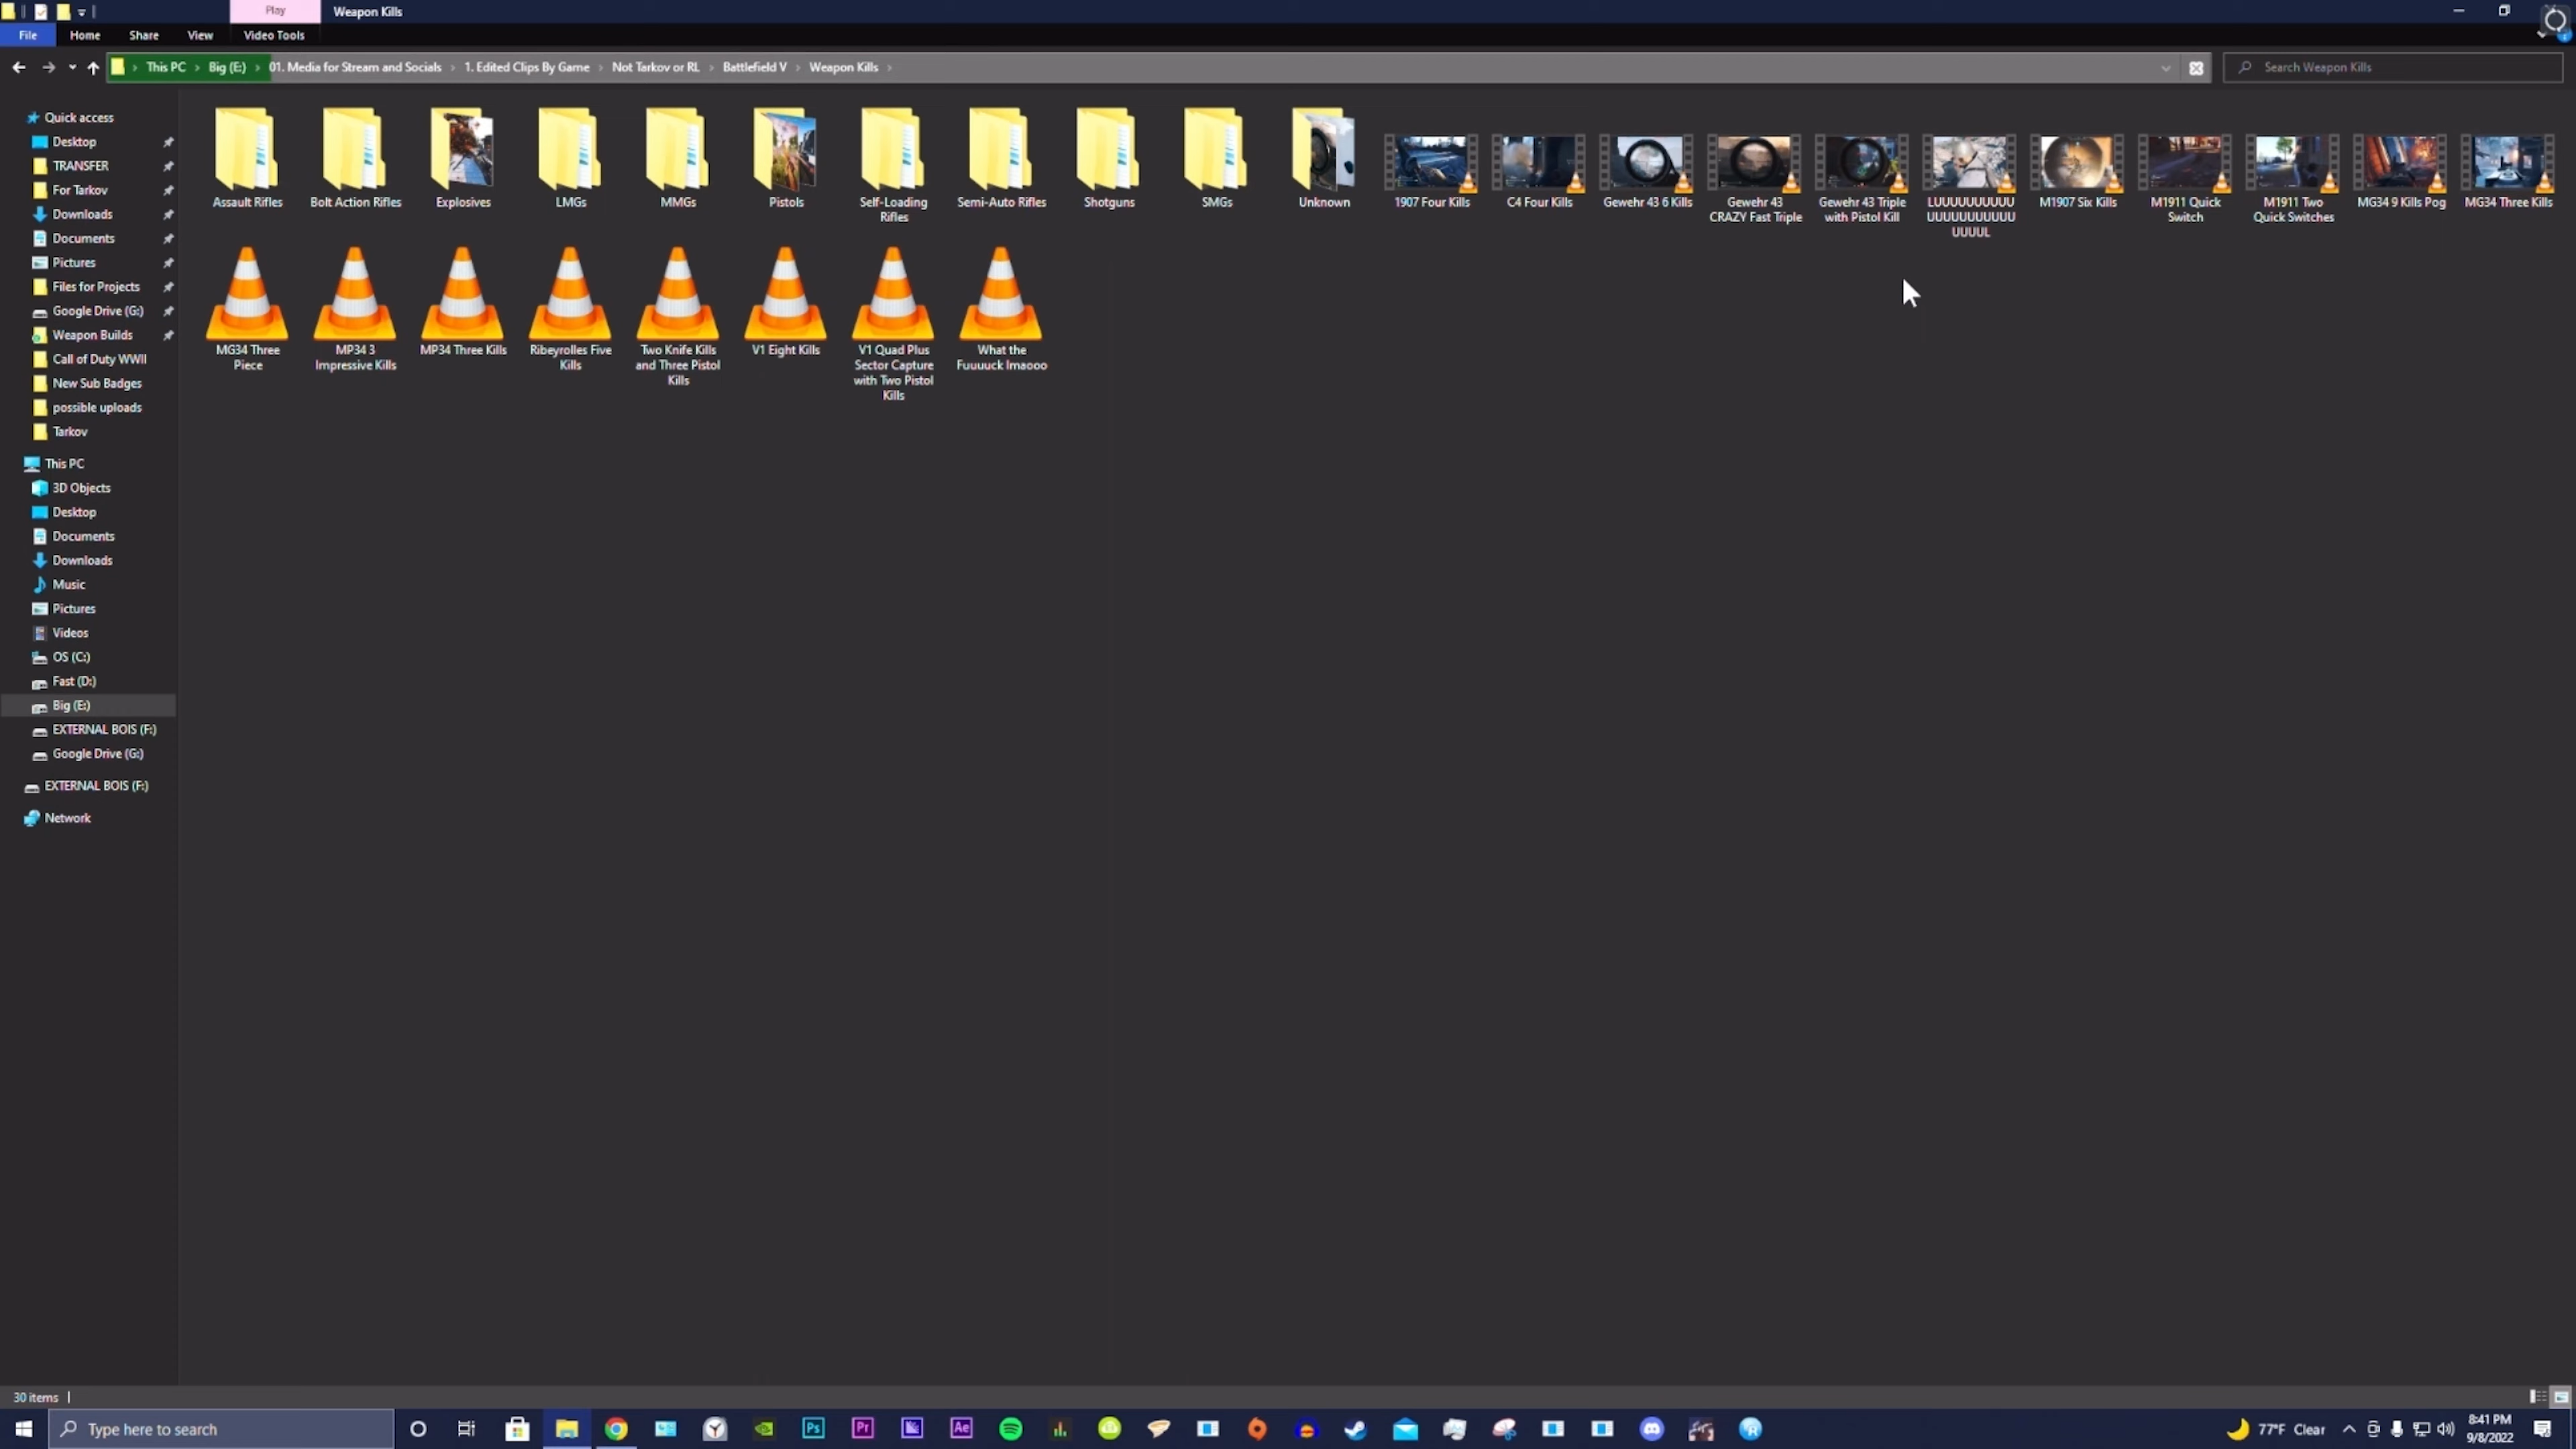 Play
Weapon Kills
File
Home
Share
View
Video Tools
This PC
Big (E:)
01. Media for Stream and Socials
1. Edited Clips By Game
Not Tarkov or RL
Battlefield V
Weapon Kills
Search Weapon Kills
Quick access
Desktop
TRANSFER
For Tarkov
Downloads
Documents
Pictures
Files for Projects
Google Drive (G:)
Weapon Builds
Call of Duty WWII
New Sub Badges
possible uploads
Tarkov
This PC
3D Objects
Desktop
Documents
Downloads
Music
Pictures
Videos
OS (C:)
Fast (D:)
Big (E:)
EXTERNAL BOIS (F:)
Google Drive (G:)
EXTERNAL BOIS (F:)
Network
Assault Rifles
Bolt Action Rifles
Explosives
LMGs
MMGs
Pistols
Self-Loading
Rifles
Semi-Auto Rifles
Shotguns
SMGs
Unknown
1907 Four Kills
C4 Four Kills
Gewehr 43 6 Kills
Gewehr 43
CRAZY Fast Triple
Gewehr 43 Triple
with Pistol Kill
LUUUUUUUUUU
UUUUUUUUUUU
UUUUL
M1907 Six Kills
M1911 Quick
Switch
M1911 Two
Quick Switches
MG34 9 Kills Pog
MG34 Three Kills
MG34 Three
Piece
MP34 3
Impressive Kills
MP34 Three Kills
Ribeyrolles Five
Kills
Two Knife Kills
and Three Pistol
Kills
V1 Eight Kills
V1 Quad Plus
Sector Capture
with Two Pistol
Kills
What the
Fuuuuck lmaooo
30 items
Type here to search
Ps
Pr
Ae
77°F Clear
8:41 PM
9/8/2022